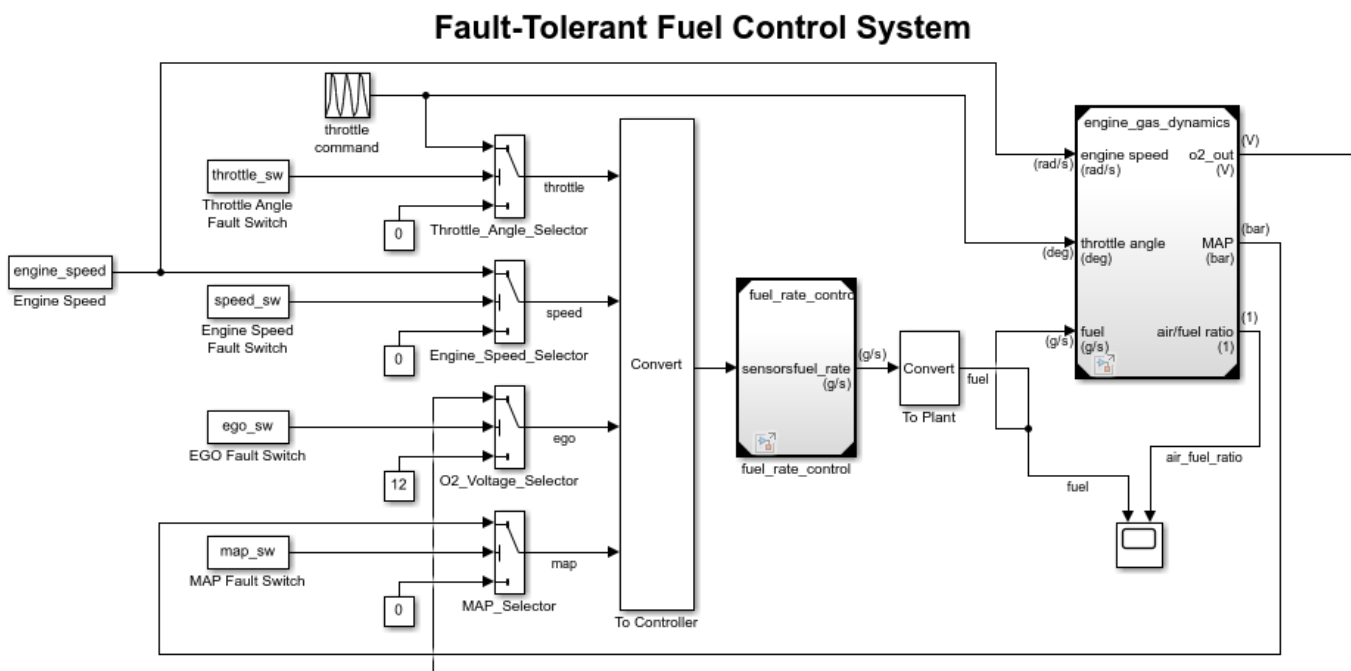 Fault-Tolerant Fuel Control System
throttle
command
throttle_sw
Throttle Angle
Fault Switch
0
Throttle_Angle_Selector
throttle
engine_speed
Engine Speed
speed_sw
Engine Speed
Fault Switch
0
Engine_Speed_Selector
speed
ego_sw
EGO Fault Switch
12
O2_Voltage_Selector
ego
map_sw
MAP Fault Switch
0
MAP_Selector
map
Convert
To Controller
fuel_rate_contro
sensorsfuel_rate
(g/s)
fuel_rate_control
(g/s)
Convert
To Plant
fuel
fuel
engine_gas_dynamics
(rad/s)
engine speed
(rad/s)
o2_out
(V)
(V)
(deg)
throttle angle
(deg)
MAP
(bar)
(bar)
(g/s)
fuel
(g/s)
air/fuel ratio
(1)
(1)
air_fuel_ratio